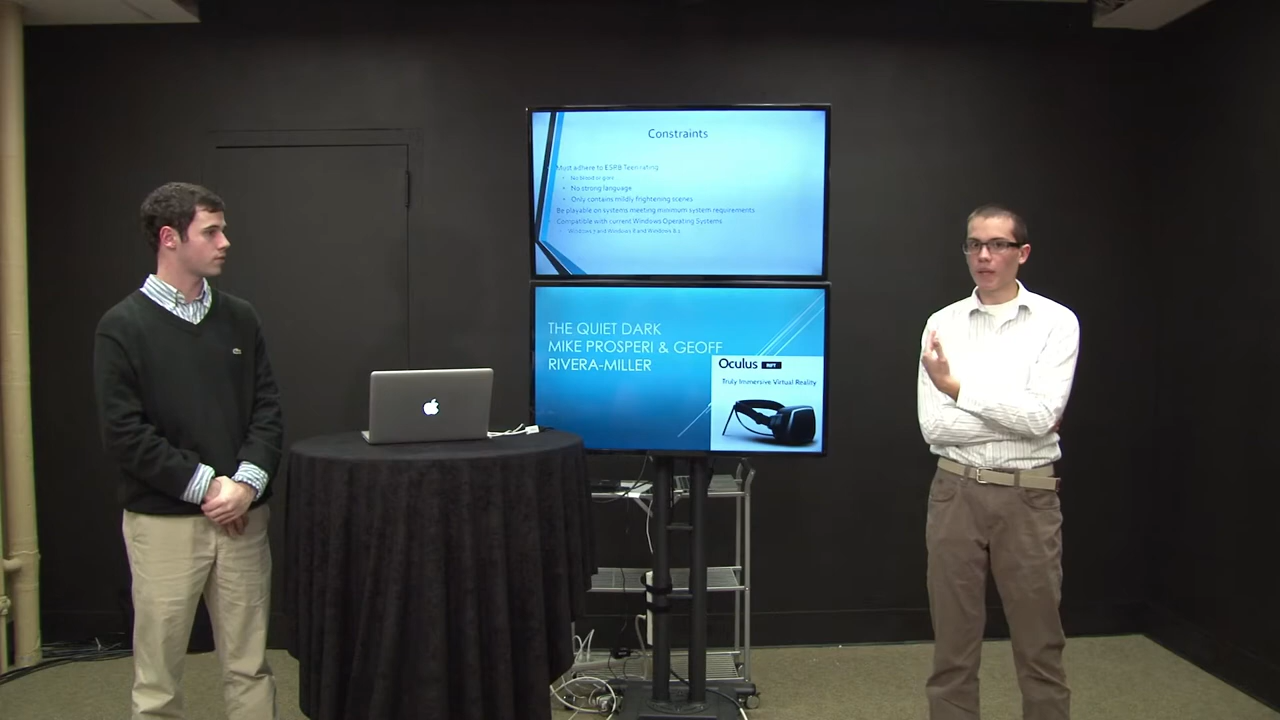 Constraints
Must adhere to ESRB Teen rating
No blood or gore
No strong language
Only contains mildly frightening scenes
Be playable on systems meeting minimum system requirements
Compatible with current Windows Operating Systems
Windows 7 and Windows 8 and Windows 8.1
THE QUIET DARK
MIKE PROSPERI & GEOFF
RIVERA-MILLER
Oculus RIFT
Truly Immersive Virtual Reality